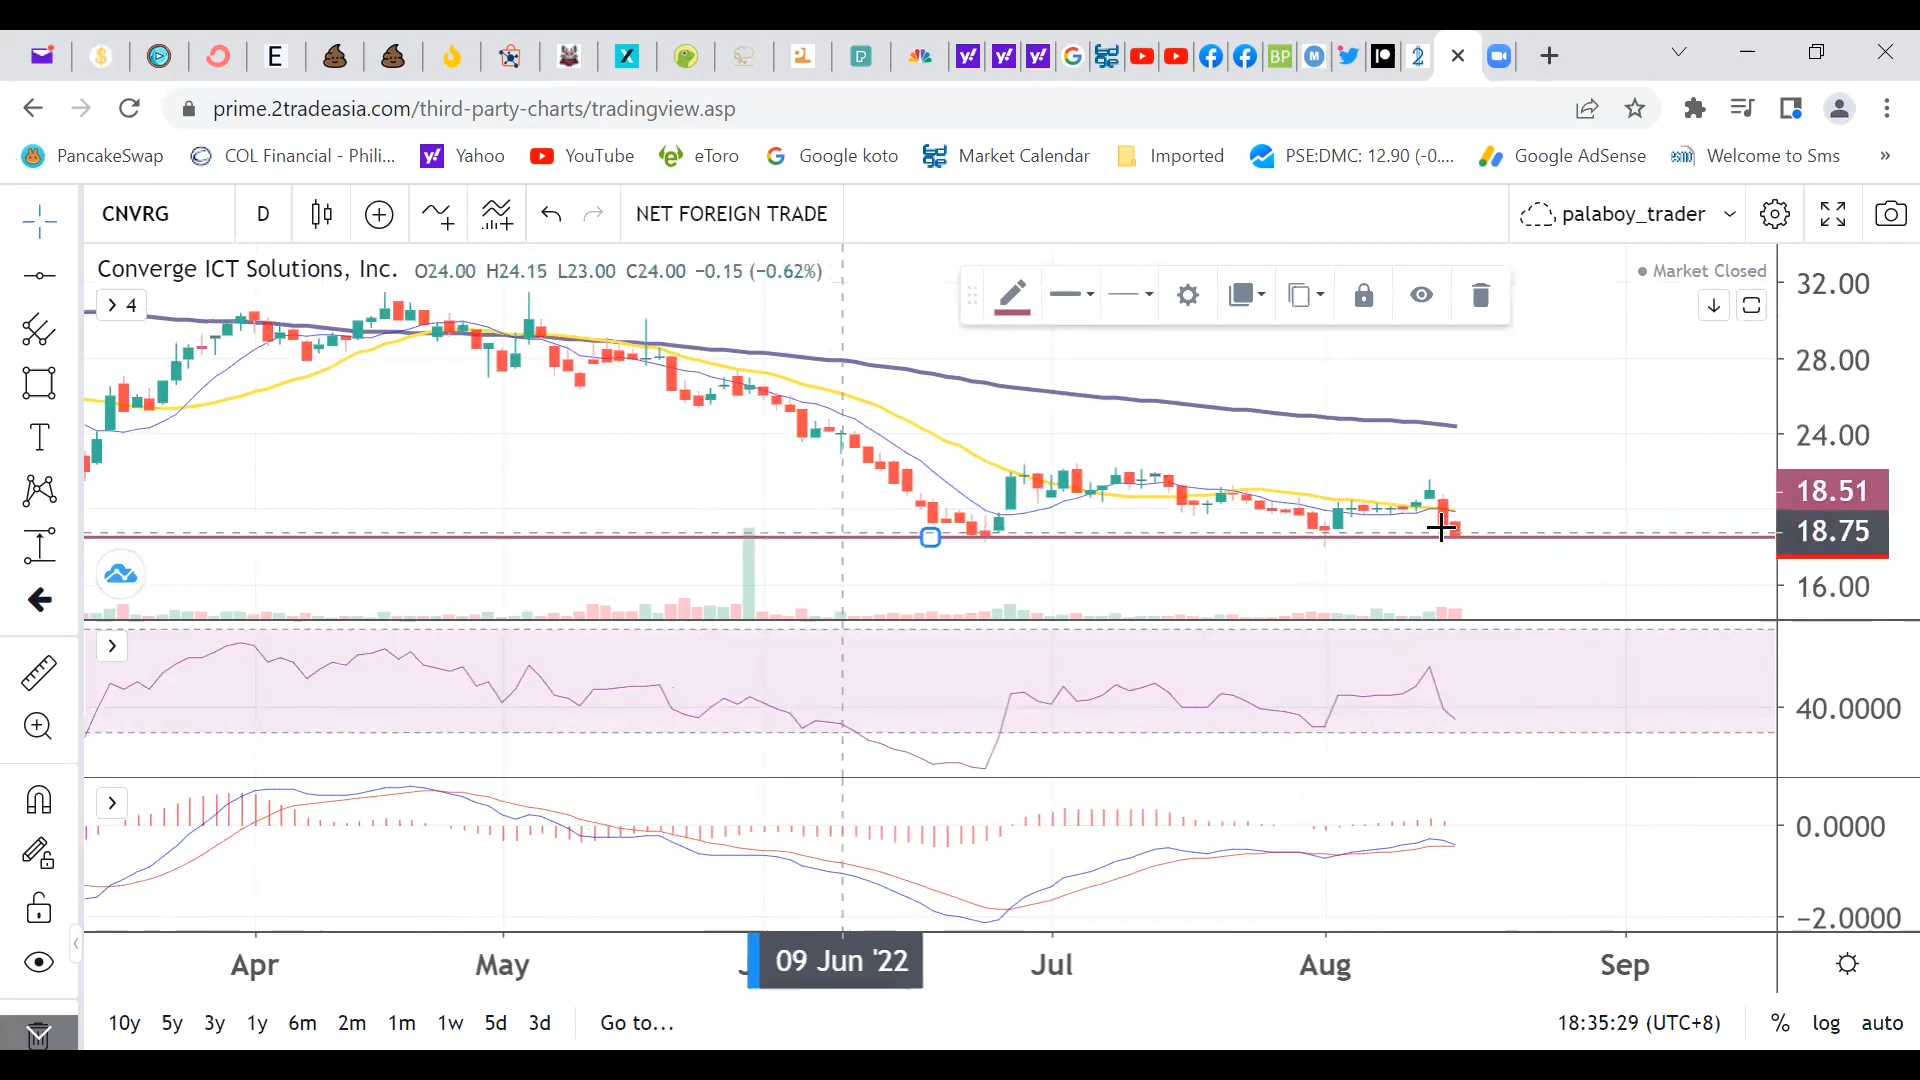 E
BP
prime.2tradeasia.com/third-party-charts/tradingview.asp
PancakeSwap
COL Financial - Phili...
Yahoo
YouTube
eToro
Google koto
Market Calendar
Imported
PSE:DMC: 12.90 (-0....
Google AdSense
Welcome to Sms
»
CNVRG
D
NET FOREIGN TRADE
palaboy_trader
Converge ICT Solutions, Inc. O24.00 H24.15 L23.00 C24.00 −0.15 (−0.62%)
4
Market Closed
32.00
28.00
24.00
18.51
18.75
16.00
40.0000
0.0000
−2.0000
Apr
May
09 Jun '22
Jul
Aug
Sep
10y 5y 3y 1y 6m 2m 1m 1w 5d 3d
Go to...
18:35:29 (UTC+8)
% log auto